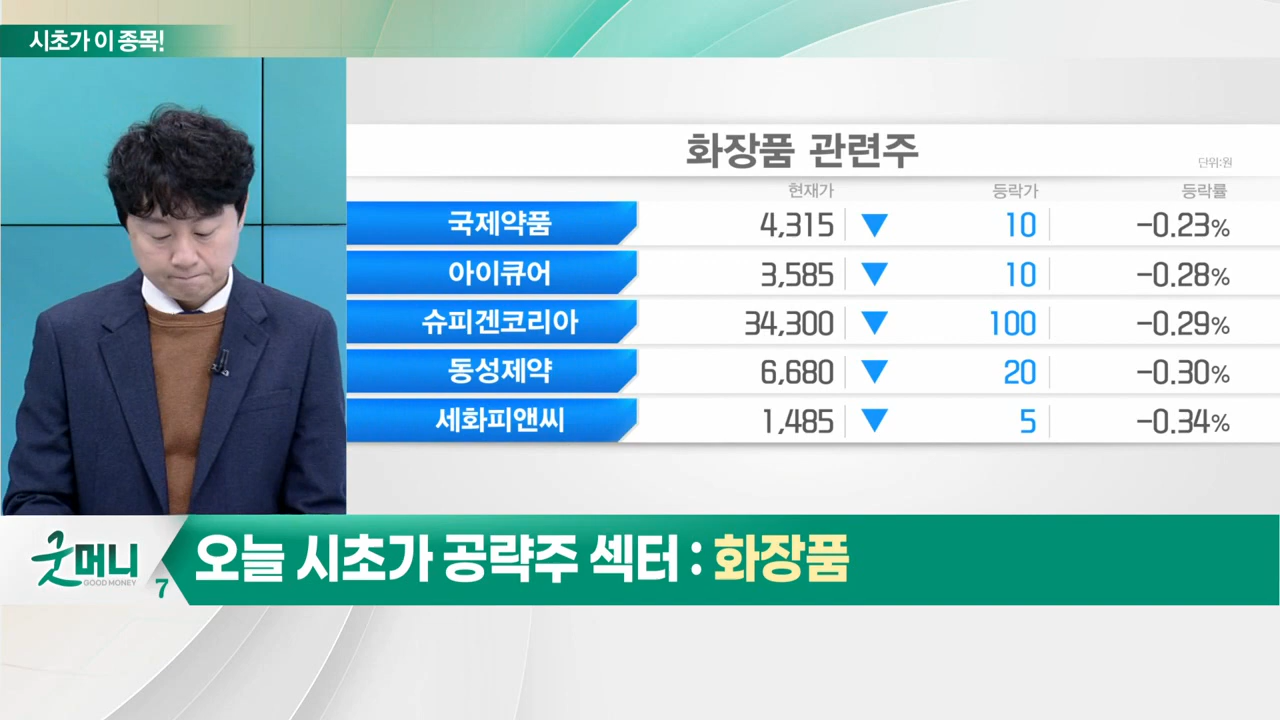 시초가 이 종목!
화장품 관련주
단위:원
현재가 등락가 등락률
국제약품 4,315 ▼ 10 -0.23%
아이큐어 3,585 ▼ 10 -0.28%
슈피겐코리아 34,300 ▼ 100 -0.29%
동성제약 6,680 ▼ 20 -0.30%
세화피앤씨 1,485 ▼ 5 -0.34%
굿머니
GOOD MONEY
7
오늘 시초가 공략주 섹터 : 화장품